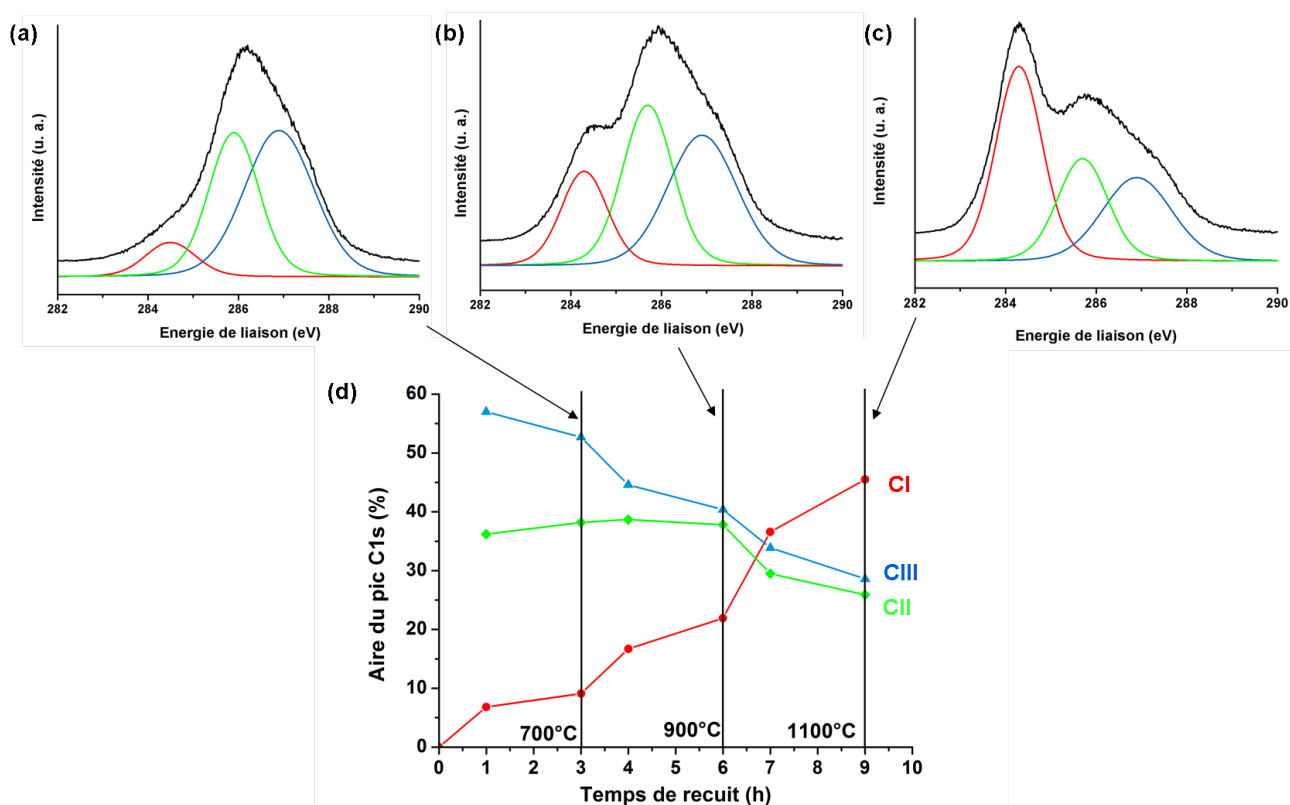 (a)
Intensité (u. a.)
282 284 286 288 290
Energie de liaison (eV)
(b)
Intensité (u. a.)
282 284 286 288 290
Energie de liaison (eV)
(c)
Intensité (u. a.)
282 284 286 288 290
Energie de liaison (eV)
(d)
Aire du pic C1s (%)
60
50
40
30
20
10
0
CI
CIII
CII
700°C
900°C
1100°C
0 1 2 3 4 5 6 7 8 9 10
Temps de recuit (h)